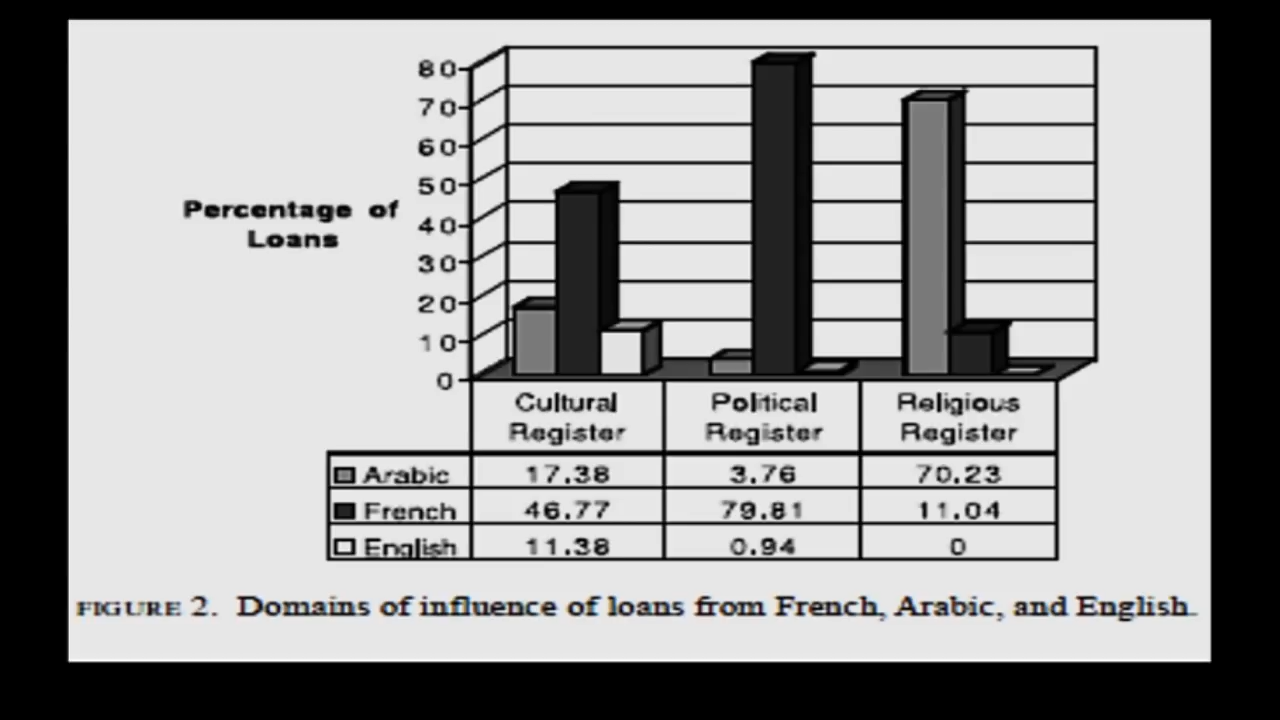 80
70
60
50
40
30
20
10
0
Percentage of
Loans
Cultural Register
Political Register
Religious Register
Arabic 17.38 3.76 70.23
French 46.77 79.81 11.04
English 11.38 0.94 0
FIGURE 2. Domains of influence of loans from French, Arabic, and English.